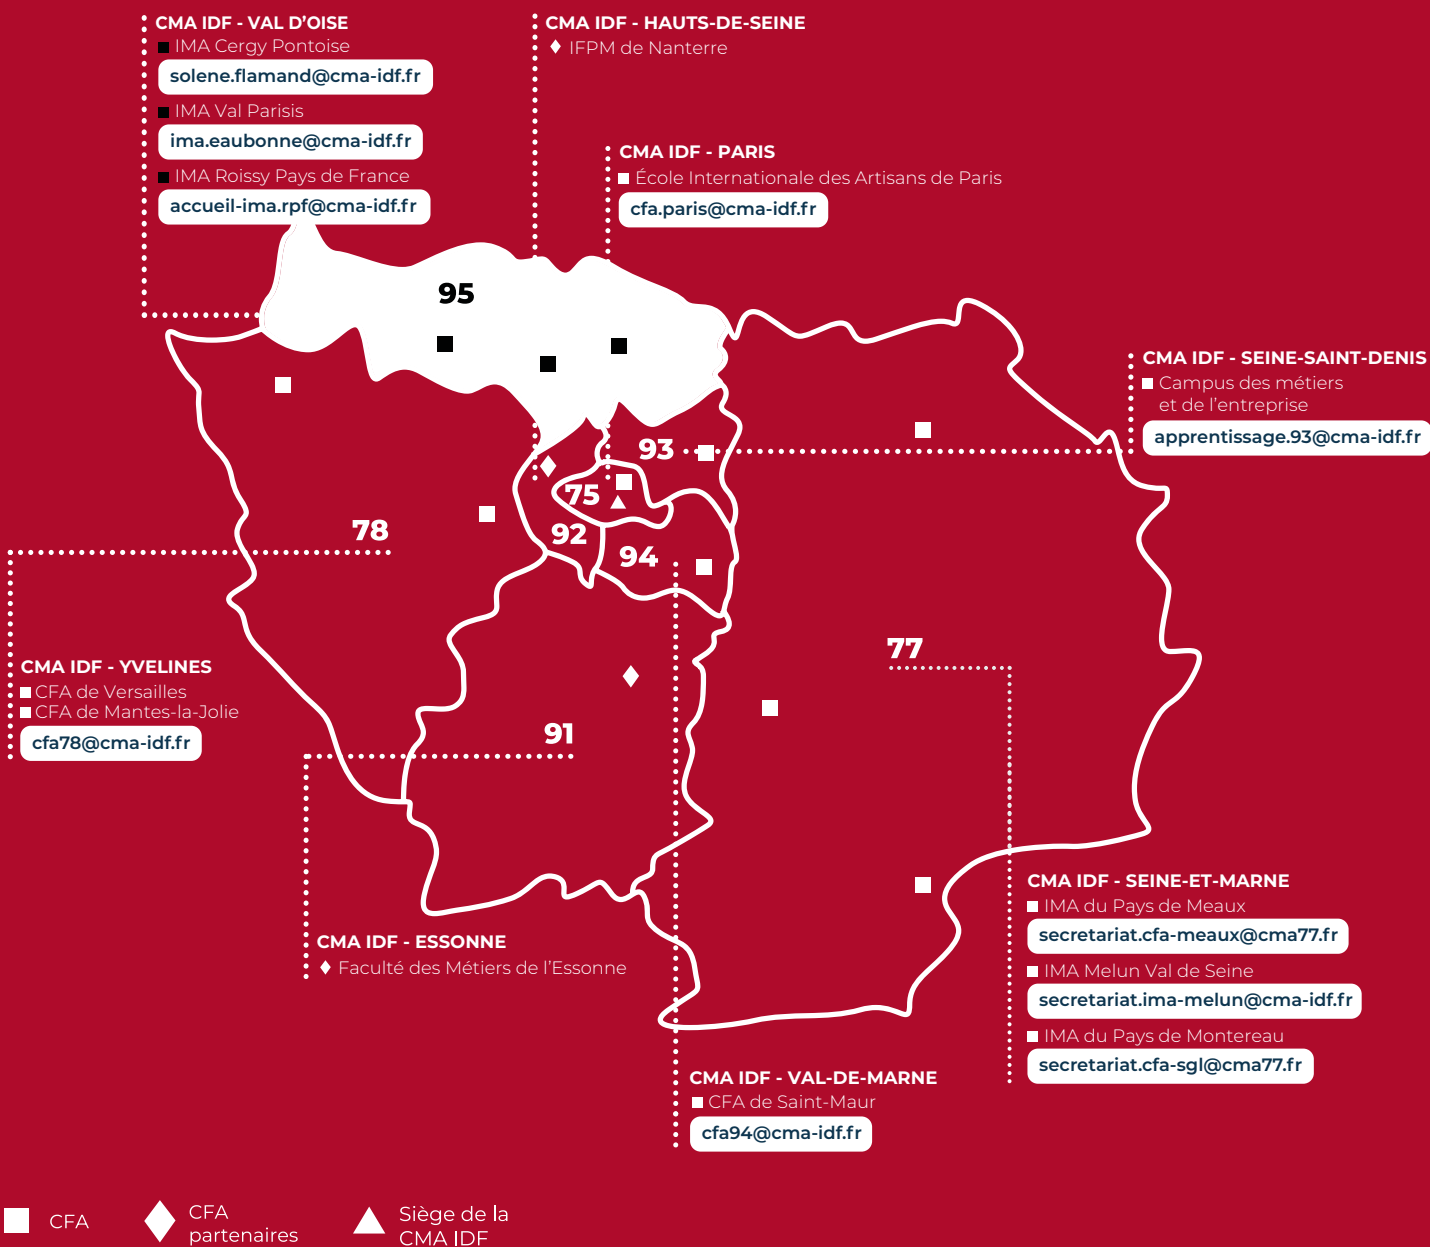 CMA IDF - VAL D'OISE
IMA Cergy Pontoise
solene.flamand@cma-idf.fr
IMA Val Parisis
ima.eaubonne@cma-idf.fr
IMA Roissy Pays de France
accueil-ima.rpf@cma-idf.fr
CMA IDF - HAUTS-DE-SEINE
IFPM de Nanterre
CMA IDF - PARIS
École Internationale des Artisans de Paris
cfa.paris@cma-idf.fr
95
CMA IDF - SEINE-SAINT-DENIS
Campus des métiers
et de l'entreprise
apprentissage.93@cma-idf.fr
93
75
78
92
94
77
CMA IDF - YVELINES
CFA de Versailles
CFA de Mantes-la-Jolie
cfa78@cma-idf.fr
91
CMA IDF - ESSONNE
Faculté des Métiers de l'Essonne
CMA IDF - SEINE-ET-MARNE
IMA du Pays de Meaux
secretariat.cfa-meaux@cma77.fr
IMA Melun Val de Seine
secretariat.ima-melun@cma-idf.fr
IMA du Pays de Montereau
secretariat.cfa-sgl@cma77.fr
CMA IDF - VAL-DE-MARNE
CFA de Saint-Maur
cfa94@cma-idf.fr
CFA
CFA
partenaires
Siège de la
CMA IDF